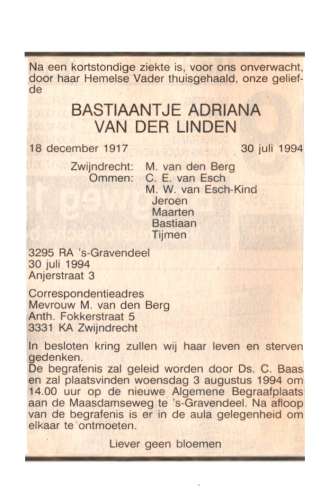 Na een kortstondige ziekte is, voor ons onverwacht,
door haar Hemelse Vader thuisgehaald, onze gelief-
de
BASTIAANTJE ADRIANA
VAN DER LINDEN
18 december 1917 30 juli 1994
Zwijndrecht: M. van den Berg
Ommen: C. E. van Esch
M. W. van Esch-Kind
Jeroen
Maarten
Bastiaan
Tijmen
3295 RA 's-Gravendeel
30 juli 1994
Anjerstraat 3
Correspondentieadres
Mevrouw M. van den Berg
Anth. Fokkerstraat 5
3331 KA Zwijndrecht
In besloten kring zullen wij haar leven en sterven
gedenken.
De begrafenis zal geleid worden door Ds. C. Baas
en zal plaatsvinden woensdag 3 augustus 1994 om
14.00 uur op de nieuwe Algemene Begraafplaats
aan de Maasdamseweg te 's-Gravendeel. Na afloop
van de begrafenis is er in de aula gelegenheid om
elkaar te ontmoeten.
Liever geen bloemen